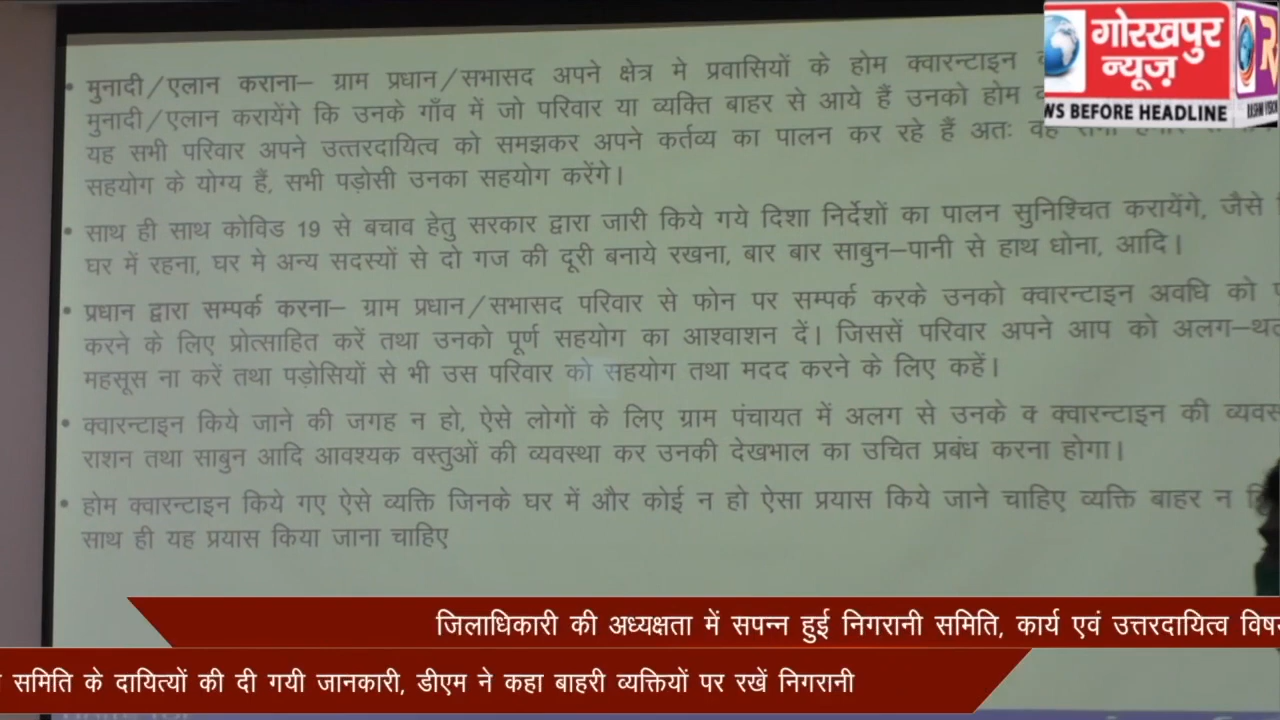 • मुनादी/एलान कराना– ग्राम प्रधान/सभासद अपने क्षेत्र मे प्रवासियों के होम क्वारन्टाइन
मुनादी/एलान करायेंगे कि उनके गाँव में जो परिवार या व्यक्ति बाहर से आये हैं उनको होम
यह सभी परिवार अपने उत्तरदायित्व को समझकर अपने कर्तव्य का पालन कर रहे हैं अतः वह
सहयोग के योग्य हैं, सभी पड़ोसी उनका सहयोग करेंगे।
• साथ ही साथ कोविड 19 से बचाव हेतु सरकार द्वारा जारी किये गये दिशा निर्देशों का पालन सुनिश्चित करायेंगे, जैसे
घर में रहना, घर मे अन्य सदस्यों से दो गज की दूरी बनाये रखना, बार बार साबुन–पानी से हाथ धोना, आदि।
• प्रधान द्वारा सम्पर्क करना– ग्राम प्रधान/सभासद परिवार से फोन पर सम्पर्क करके उनको क्वारन्टाइन अवधि को
करने के लिए प्रोत्साहित करें तथा उनको पूर्ण सहयोग का आश्वाशन दें। जिससें परिवार अपने आप को अलग–थल
महसूस ना करें तथा पड़ोसियों से भी उस परिवार को सहयोग तथा मदद करने के लिए कहें।
• क्वारन्टाइन किये जाने की जगह न हो, ऐसे लोगों के लिए ग्राम पंचायत में अलग से उनके क क्वारन्टाइन की
राशन तथा साबुन आदि आवश्यक वस्तुओं की व्यवस्था कर उनकी देखभाल का उचित प्रबंध करना होगा।
• होम क्वारन्टाइन किये गए ऐसे व्यक्ति जिनके घर में और कोई न हो ऐसा प्रयास किये जाने चाहिए व्यक्ति बाहर न
साथ ही यह प्रयास किया जाना चाहिए
गोरखपुर
न्यूज़
WS BEFORE HEADLINE
जिलाधिकारी की अध्यक्षता में सपन्न हुई निगरानी समिति, कार्य एवं उत्तरदायित्व
समिति के दायित्यों की दी गयी जानकारी, डीएम ने कहा बाहरी व्यक्तियों पर रखें निगरानी